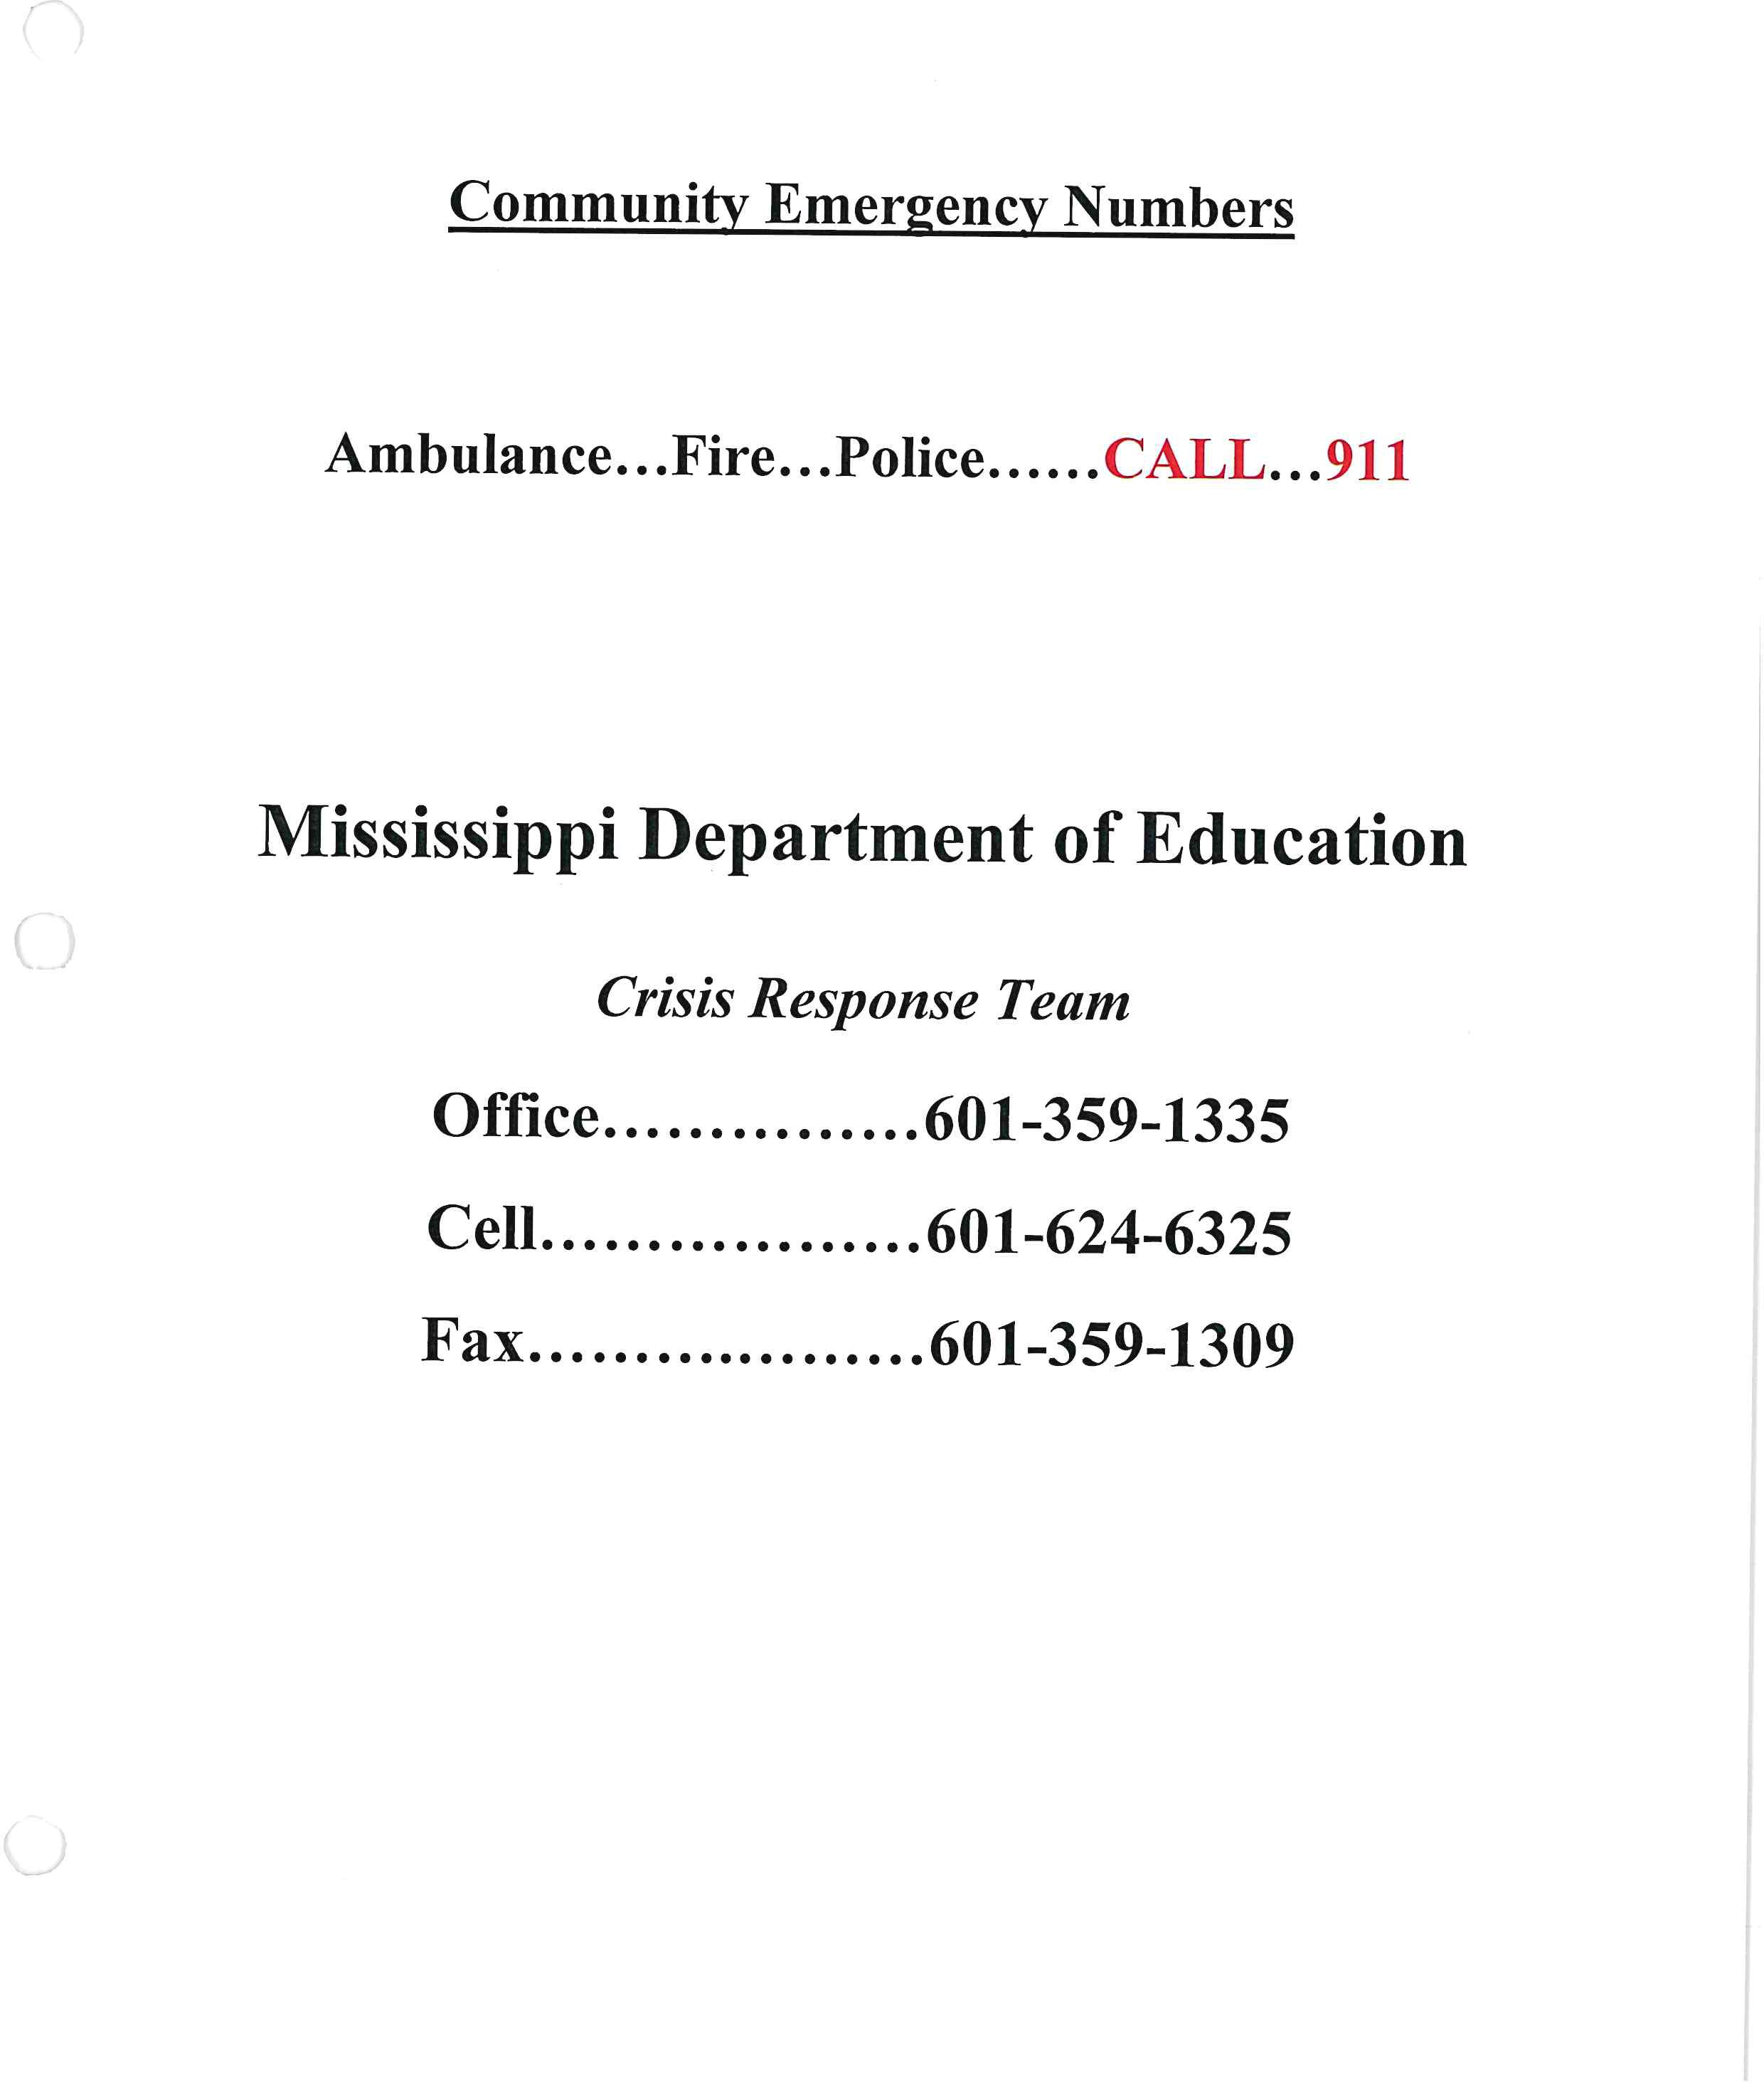 Community Emergency Numbers
Ambulance...Fire...Police......CALL...911
Mississippi Department of Education
Crisis Response Team
Office...............601-359-1335
Cell..................601-624-6325
Fax...................601-359-1309